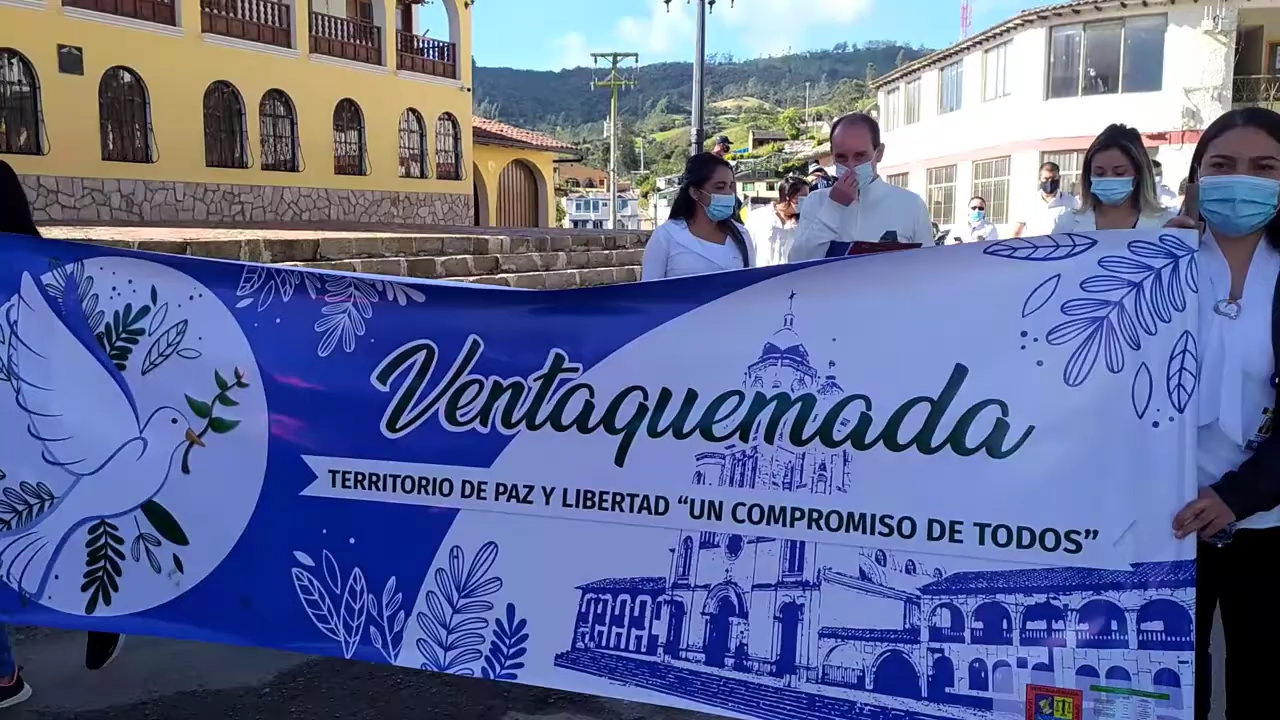 Ventaquemada
TERRITORIO DE PAZ Y LIBERTAD “UN COMPROMISO DE TODOS”